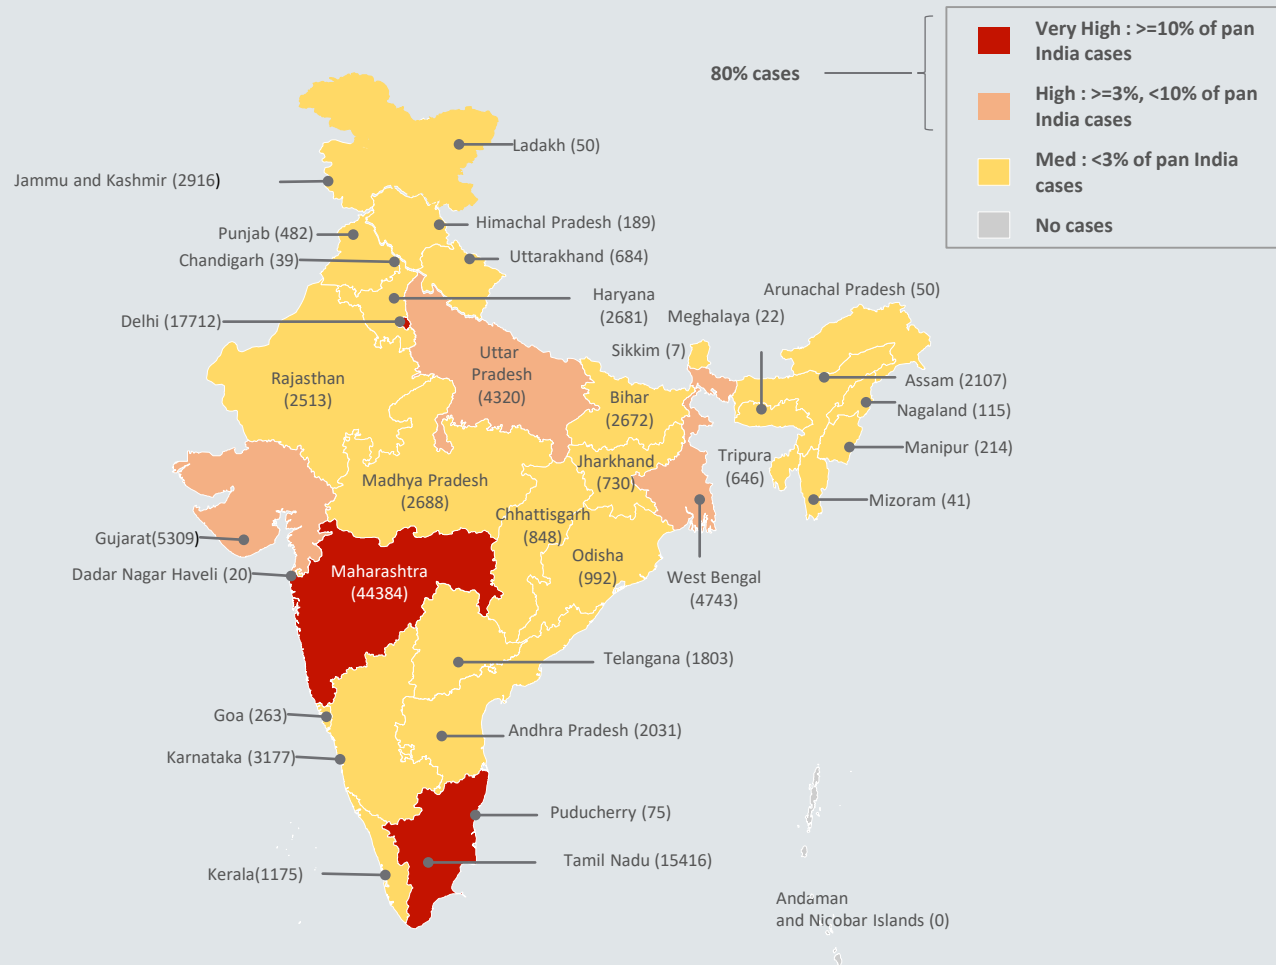 Very High : >=10% of pan
India cases
80% cases
High : >=3%, <10% of pan
India cases
Med : <3% of pan India
cases
No cases
Ladakh (50)
Jammu and Kashmir (2916)
Himachal Pradesh (189)
Punjab (482)
Uttarakhand (684)
Chandigarh (39)
Arunachal Pradesh (50)
Haryana
(2681)
Meghalaya (22)
Delhi (17712)
Sikkim (7)
Uttar
Pradesh
(4320)
Rajasthan
(2513)
Assam (2107)
Bihar
(2672)
Nagaland (115)
Manipur (214)
Tripura
(646)
Jharkhand
(730)
Madhya Pradesh
(2688)
Mizoram (41)
Chhattisgarh
(848)
Gujarat(5309)
Odisha
(992)
Dadar Nagar Haveli (20)
Maharashtra
(44384)
West Bengal
(4743)
Telangana (1803)
Goa (263)
Andhra Pradesh (2031)
Karnataka (3177)
Puducherry (75)
Tamil Nadu (15416)
Kerala(1175)
Andaman
and Nicobar Islands (0)